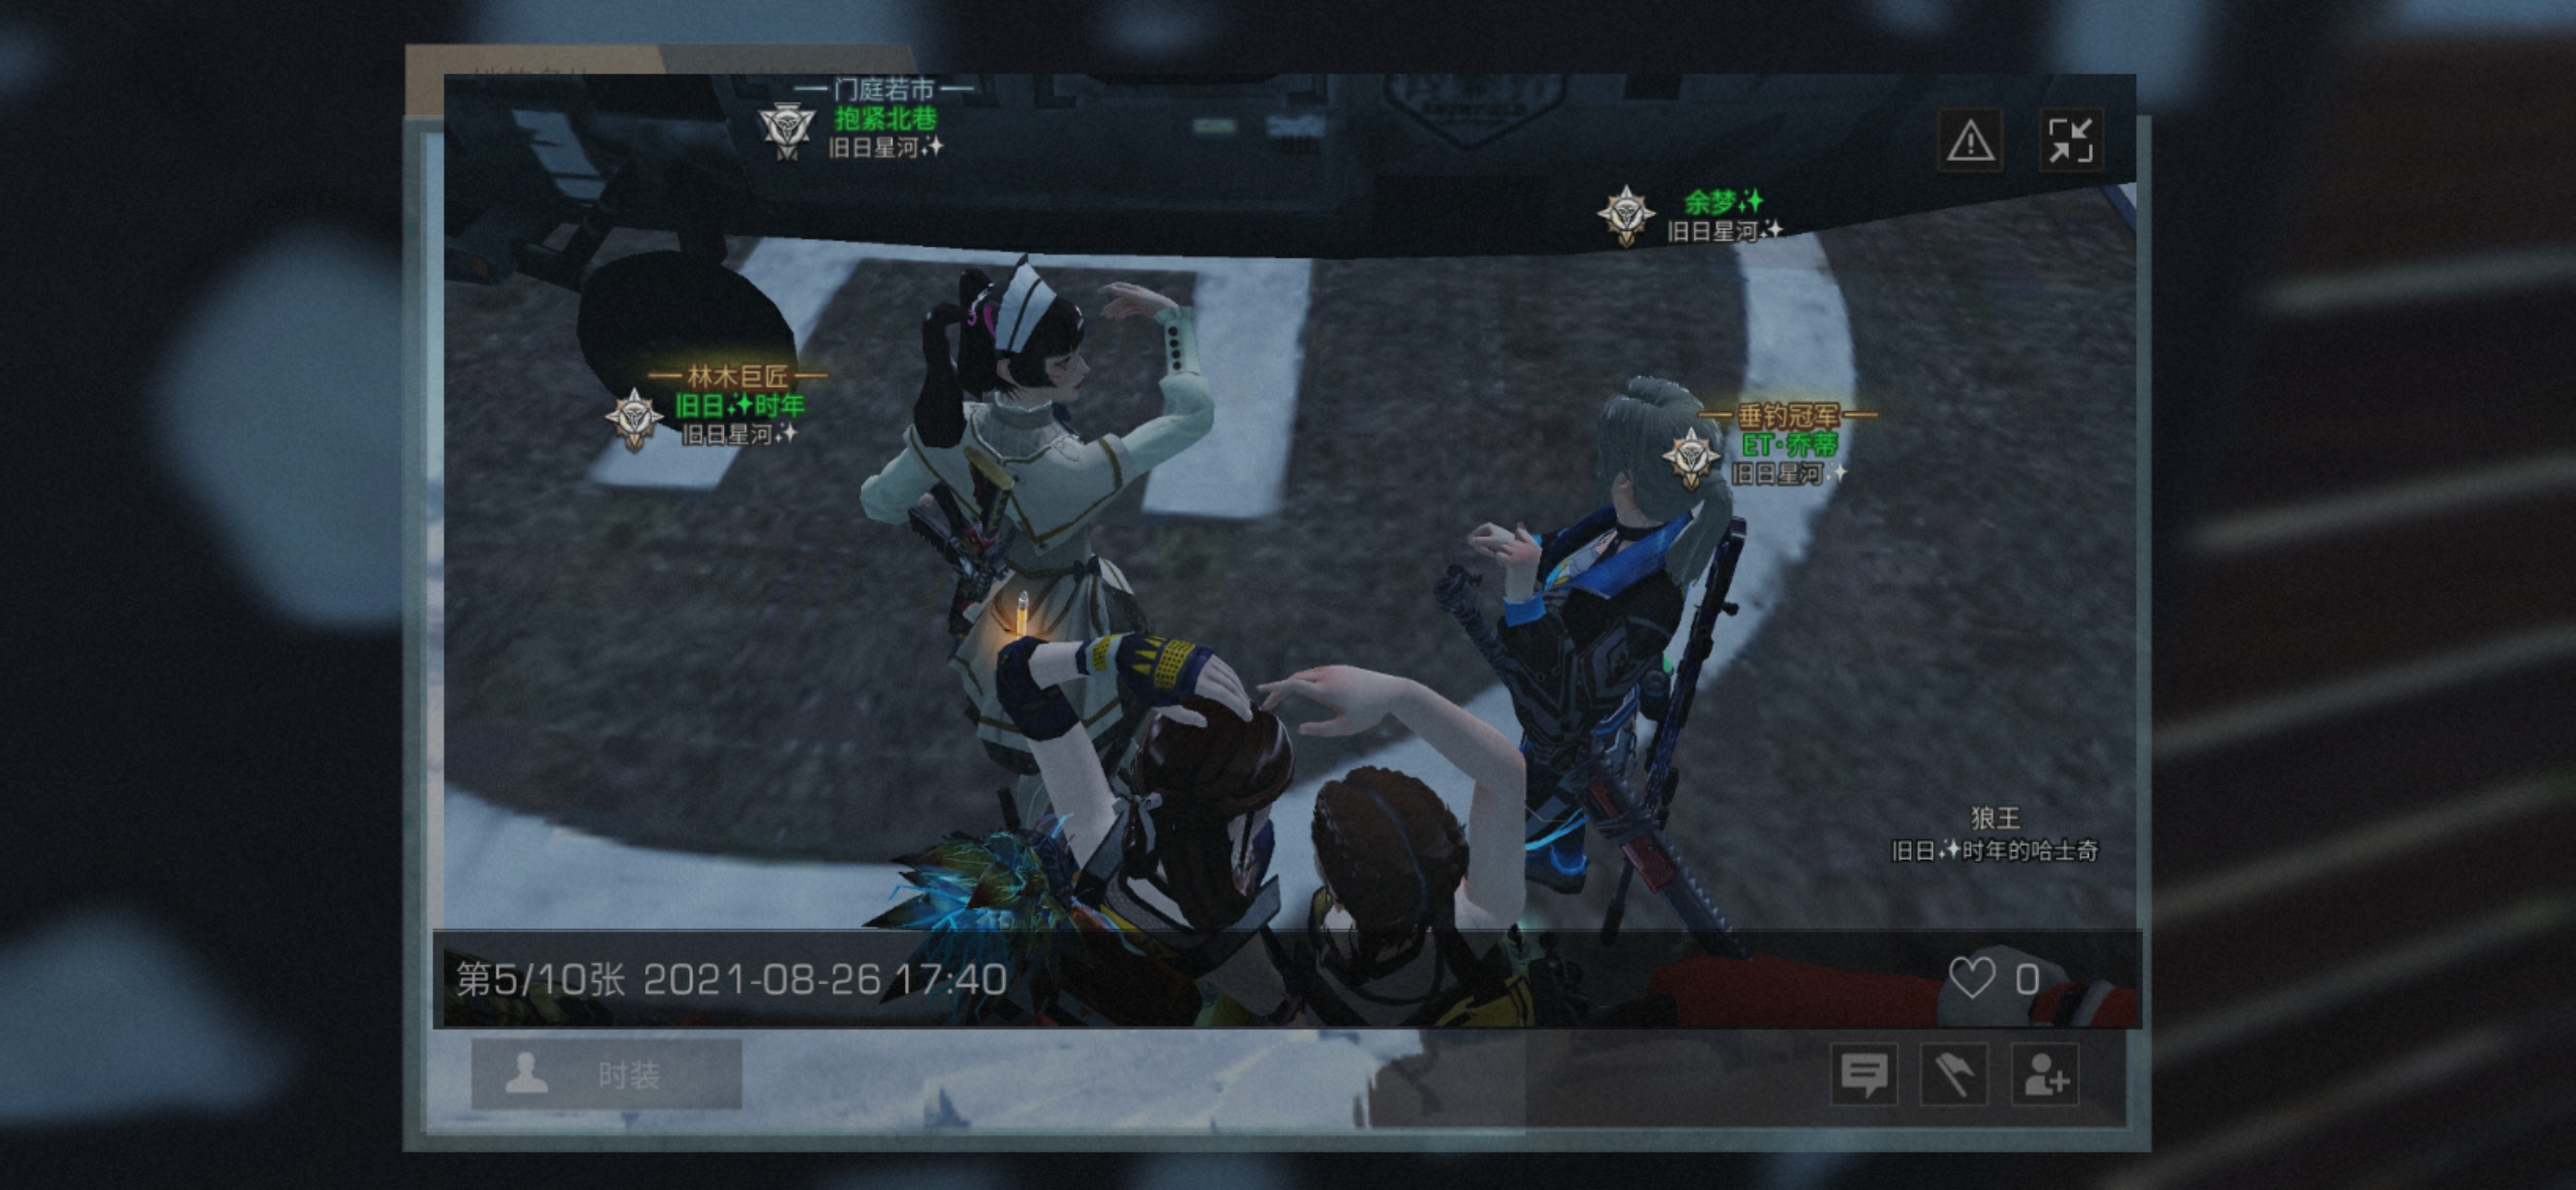 门庭若市
抱紧北巷
旧日星河✨
余梦✨
旧日星河✨
林木巨匠
旧日✨时年
旧日星河✨
垂钓冠军
ET·乔蒂
旧日星河✨
狼王
旧日✨时年的哈士奇
第5/10张 2021-08-26 17:40
0
时装